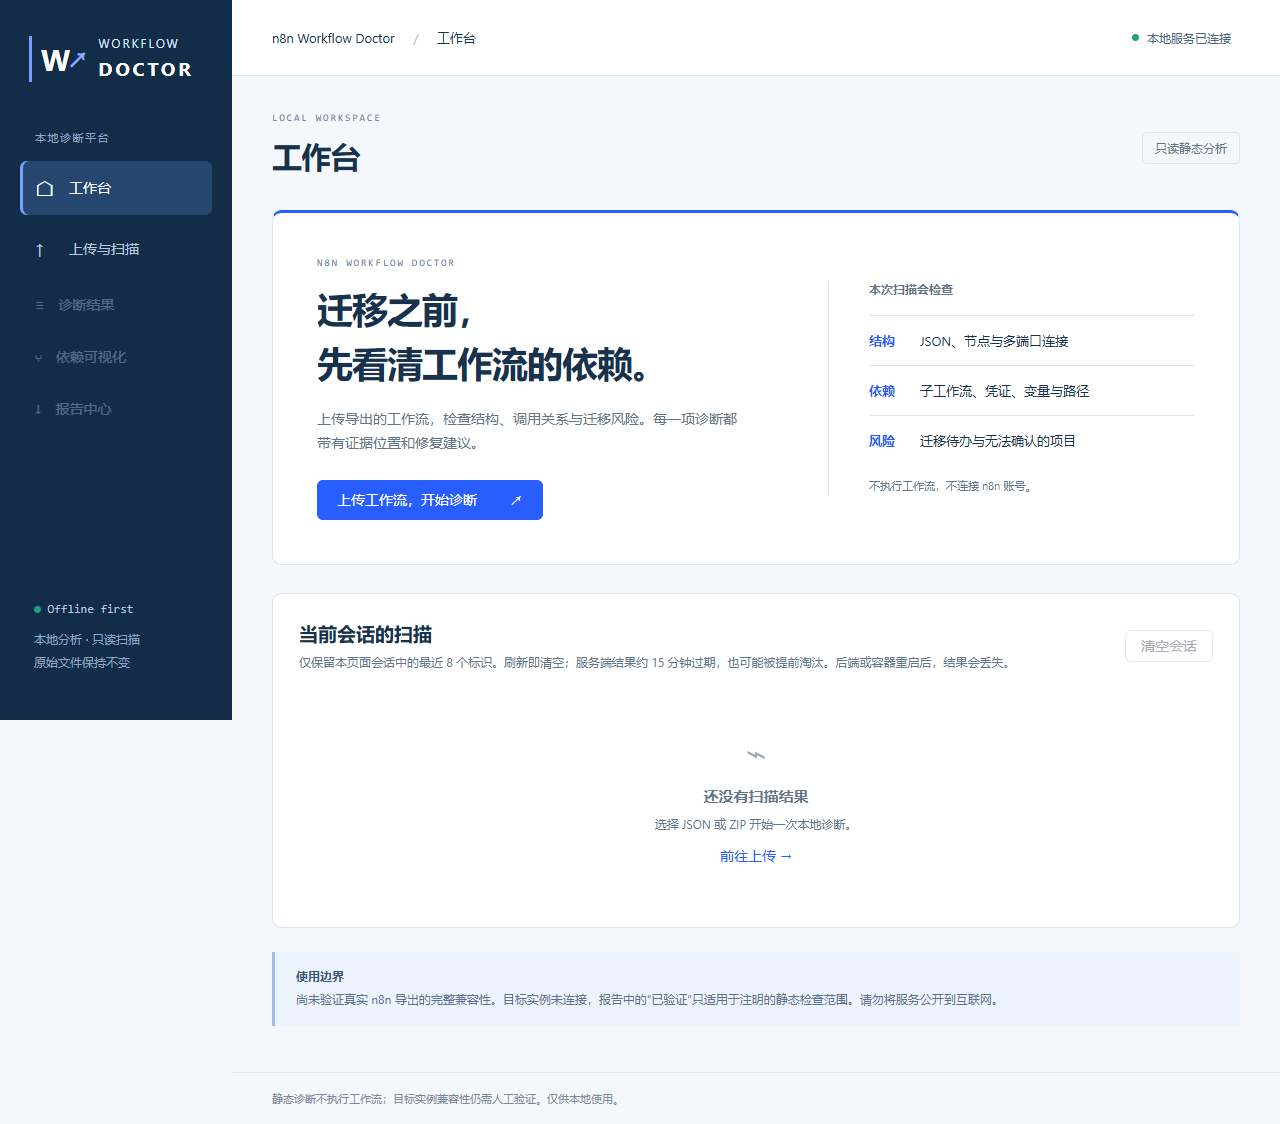 W↗ WORKFLOW
DOCTOR
本地诊断平台
工作台
↑ 上传与扫描
≡ 诊断结果
⑂ 依赖可视化
↓ 报告中心
Offline first
本地分析 · 只读扫描
原始文件保持不变
n8n Workflow Doctor / 工作台
本地服务已连接
LOCAL WORKSPACE
工作台
只读静态分析
N8N WORKFLOW DOCTOR
迁移之前，
先看清工作流的依赖。
上传导出的工作流，检查结构、调用关系与迁移风险。每一项诊断都
带有证据位置和修复建议。
上传工作流，开始诊断 ↗
本次扫描会检查
结构 JSON、节点与多端口连接
依赖 子工作流、凭证、变量与路径
风险 迁移待办与无法确认的项目
不执行工作流，不连接 n8n 账号。
当前会话的扫描
仅保留本页面会话中的最近 8 个标识。刷新即清空；服务端结果约 15 分钟过期，也可能被提前淘汰。后端或容器重启后，结果会丢失。
清空会话
还没有扫描结果
选择 JSON 或 ZIP 开始一次本地诊断。
前往上传 →
使用边界
尚未验证真实 n8n 导出的完整兼容性。目标实例未连接，报告中的“已验证”只适用于注明的静态检查范围。请勿将服务公开到互联网。
静态诊断不执行工作流；目标实例兼容性仍需人工验证。仅供本地使用。